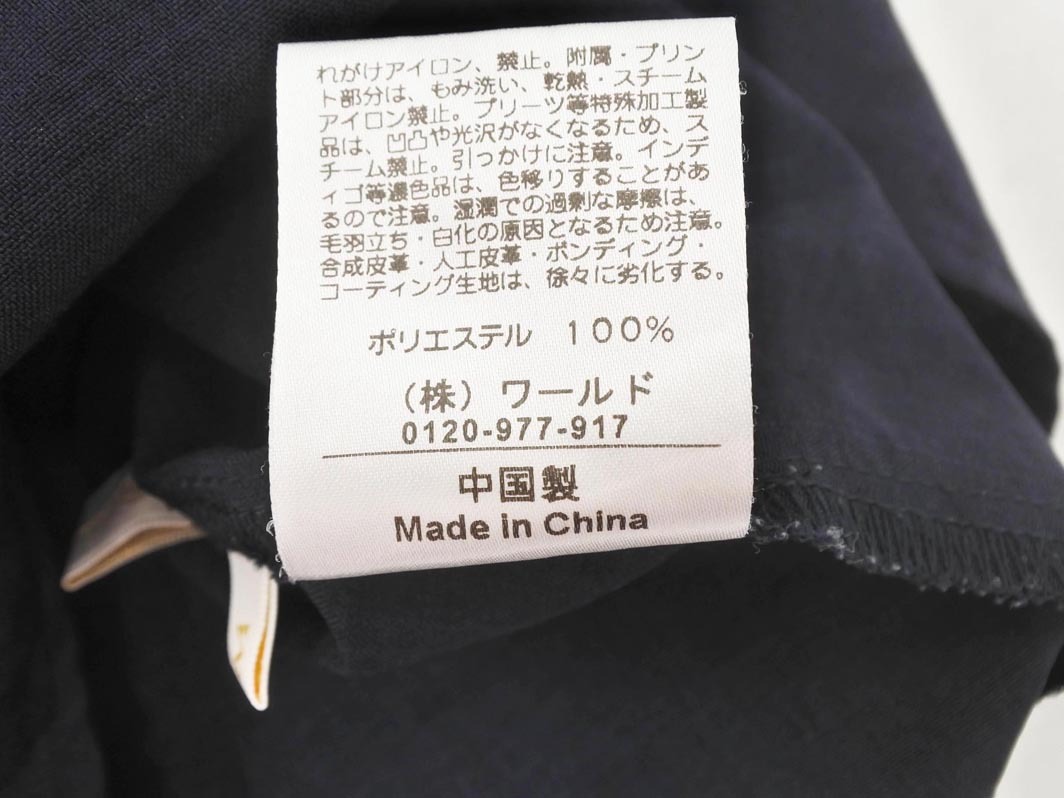 れがけアイロン、禁止。附属・プリン
ト部分は、もみ洗い、乾熱・スチーム
アイロン禁止。プリーツ等特殊加工製
品は、凹凸や光沢がなくなるため、ス
チーム禁止。引っかけに注意。インデ
ィゴ等濃色品は、色移りすることがあ
るので注意。湿潤での過剰な摩擦は、
毛羽立ち・白化の原因となるため注意。
合成皮革・人工皮革・ボンディング・
コーティング生地は、徐々に劣化する。
ポリエステル 100%
(株) ワールド
0120-977-917
中国製
Made in China